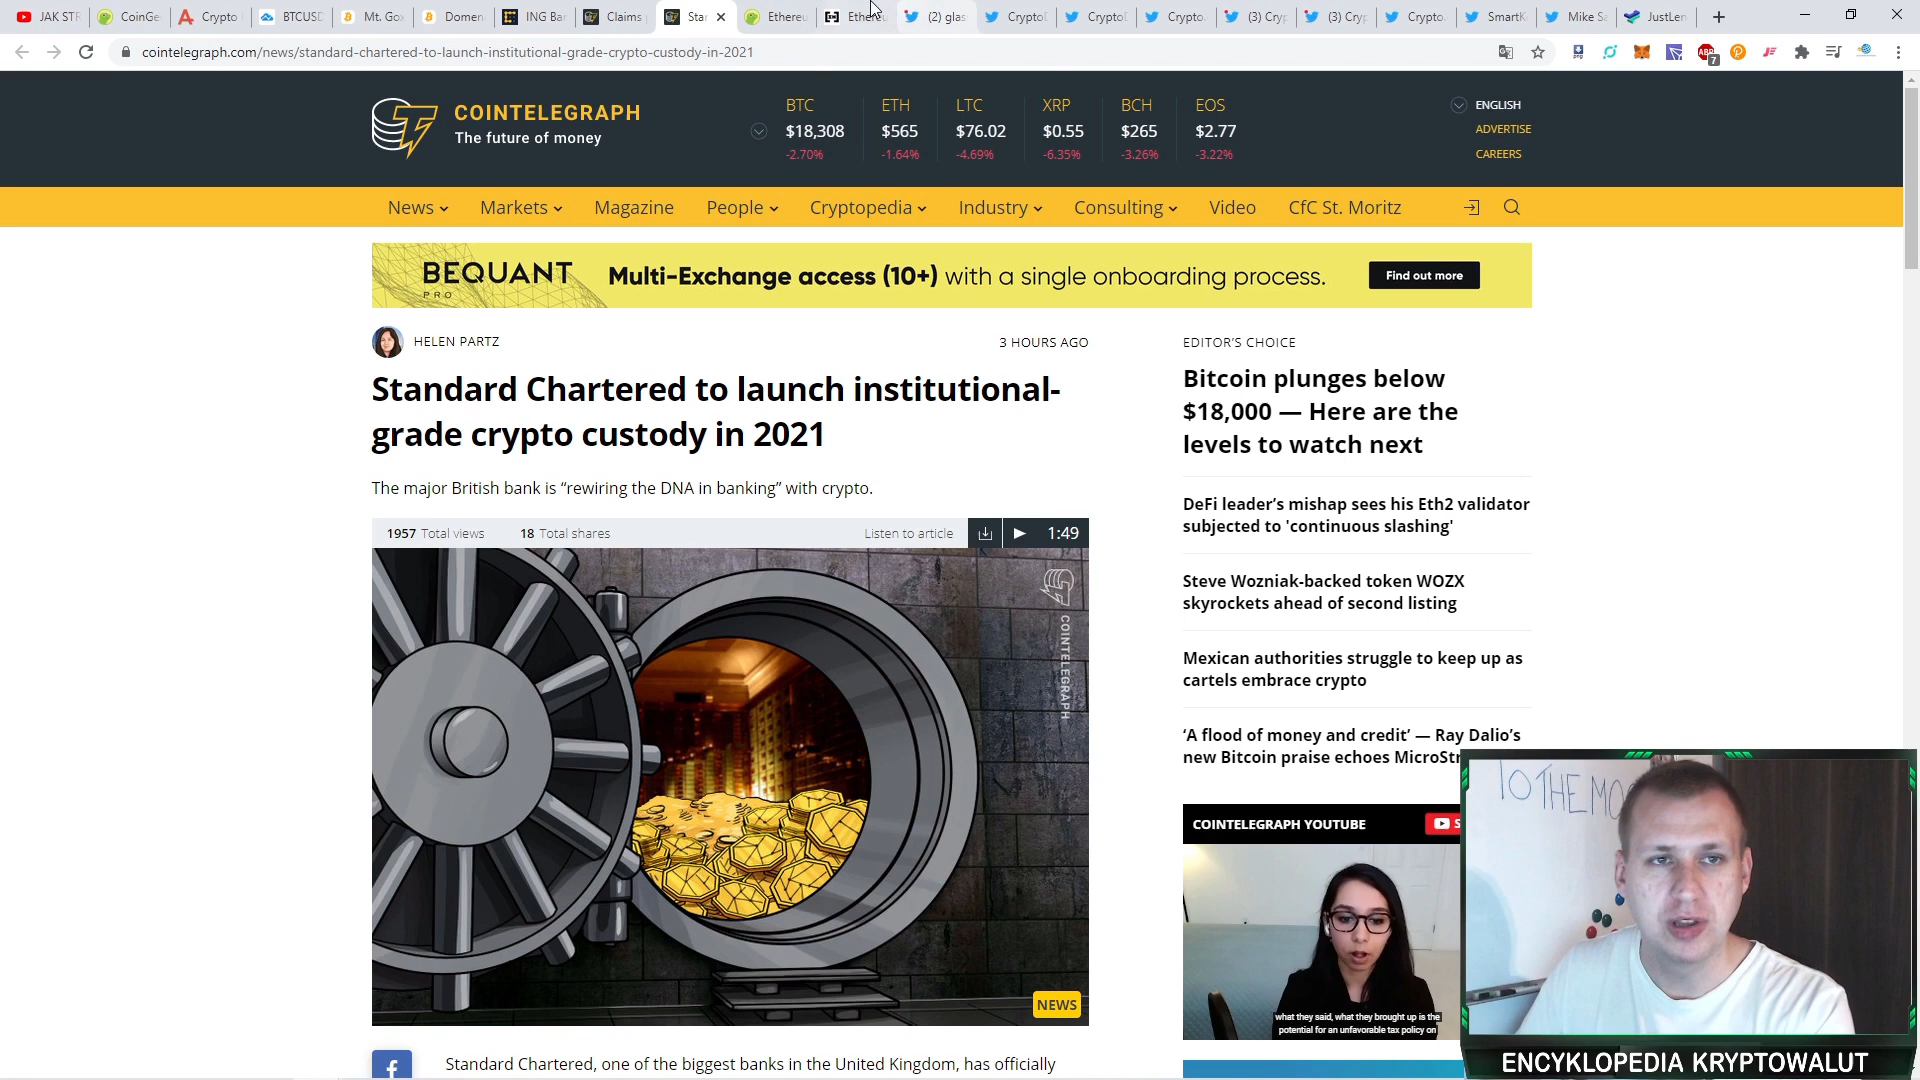 JAK STR
CoinGe
Crypto
BTCUSD
Mt. Gox
Domen
ING Ban
Claims
Star
Ethereu
Ethereu
(2) glas
Crypto
Crypto
Crypto
(3) Cryp
(3) Cryp
Crypto
SmartK
Mike Sa
JustLen
cointelegraph.com/news/standard-chartered-to-launch-institutional-grade-crypto-custody-in-2021
ABP
7
COINTELEGRAPH
The future of money
BTC ETH LTC XRP BCH EOS
$18,308 $565 $76.02 $0.55 $265 $2.77
-2.70% -1.64% -4.69% -6.35% -3.26% -3.22%
ENGLISH
ADVERTISE
CAREERS
News Markets Magazine People Cryptopedia Industry Consulting Video CfC St. Moritz
BEQUANT
PRO
Multi-Exchange access (10+) with a single onboarding process.
Find out more
HELEN PARTZ
3 HOURS AGO
Standard Chartered to launch institutional-
grade crypto custody in 2021
The major British bank is “rewiring the DNA in banking” with crypto.
1957 Total views 18 Total shares Listen to article 1:49
COINTELEGRAPH
NEWS
Standard Chartered, one of the biggest banks in the United Kingdom, has officially
EDITOR’S CHOICE
Bitcoin plunges below
$18,000 — Here are the
levels to watch next
DeFi leader’s mishap sees his Eth2 validator
subjected to 'continuous slashing'
Steve Wozniak-backed token WOZX
skyrockets ahead of second listing
Mexican authorities struggle to keep up as
cartels embrace crypto
‘A flood of money and credit’ — Ray Dalio’s
new Bitcoin praise echoes MicroStr
COINTELEGRAPH YOUTUBE
what they said, what they brought up is the
potential for an unfavorable tax policy on
TO THE MOO
ENCYKLOPEDIA KRYPTOWALUT